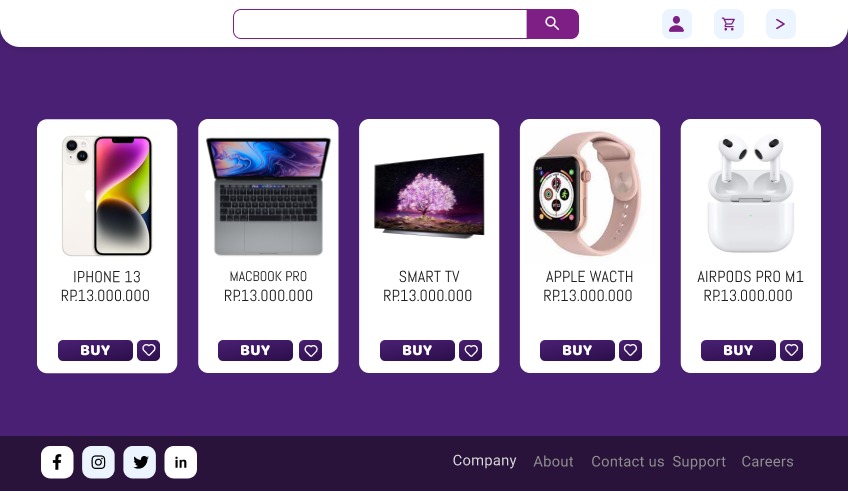 IPHONE 13
RP.13.000.000
BUY
MACBOOK PRO
RP.13.000.000
BUY
SMART TV
RP.13.000.000
BUY
APPLE WACTH
RP.13.000.000
BUY
AIRPODS PRO M1
RP.13.000.000
BUY
Company About Contact us Support Careers